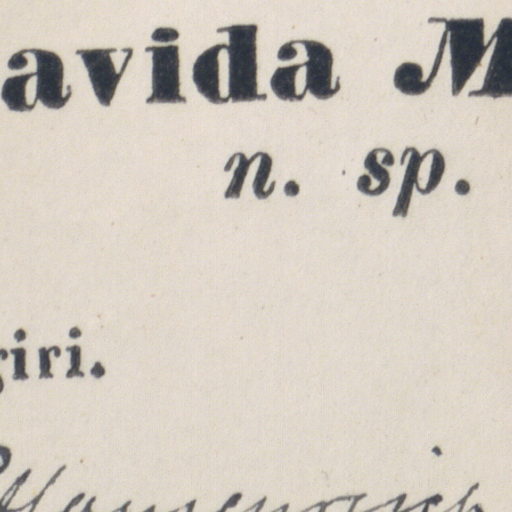 avida M
n. sp.
giri.